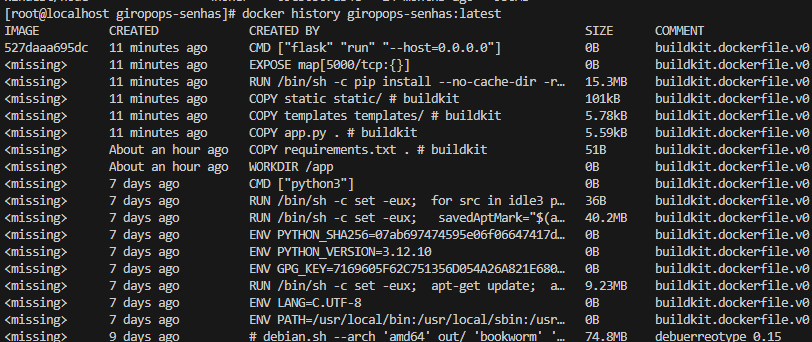 [root@localhost giropops-senhas]# docker history giropops-senhas:latest
IMAGE CREATED CREATED BY SIZE COMMENT
527daaa695dc 11 minutes ago CMD ["flask" "run" "--host=0.0.0.0"] 0B buildkit.dockerfile.v0
<missing> 11 minutes ago EXPOSE map[5000/tcp:{}] 0B buildkit.dockerfile.v0
<missing> 11 minutes ago RUN /bin/sh -c pip install --no-cache-dir -r… 15.3MB buildkit.dockerfile.v0
<missing> 11 minutes ago COPY static static/ # buildkit 101kB buildkit.dockerfile.v0
<missing> 11 minutes ago COPY templates templates/ # buildkit 5.78kB buildkit.dockerfile.v0
<missing> 11 minutes ago COPY app.py . # buildkit 5.59kB buildkit.dockerfile.v0
<missing> About an hour ago COPY requirements.txt . # buildkit 51B buildkit.dockerfile.v0
<missing> About an hour ago WORKDIR /app 0B buildkit.dockerfile.v0
<missing> 7 days ago CMD ["python3"] 0B buildkit.dockerfile.v0
<missing> 7 days ago RUN /bin/sh -c set -eux; for src in idle3 p… 36B buildkit.dockerfile.v0
<missing> 7 days ago RUN /bin/sh -c set -eux; savedAptMark="$(a… 40.2MB buildkit.dockerfile.v0
<missing> 7 days ago ENV PYTHON_SHA256=07ab697474595e06f06647417d… 0B buildkit.dockerfile.v0
<missing> 7 days ago ENV PYTHON_VERSION=3.12.10 0B buildkit.dockerfile.v0
<missing> 7 days ago ENV GPG_KEY=7169605F62C751356D054A26A821E680… 0B buildkit.dockerfile.v0
<missing> 7 days ago RUN /bin/sh -c set -eux; apt-get update; a… 9.23MB buildkit.dockerfile.v0
<missing> 7 days ago ENV LANG=C.UTF-8 0B buildkit.dockerfile.v0
<missing> 7 days ago ENV PATH=/usr/local/bin:/usr/local/sbin:/usr… 0B buildkit.dockerfile.v0
<missing> 9 days ago # debian.sh --arch 'amd64' out/ 'bookworm' '… 74.8MB debuerreotype 0.15